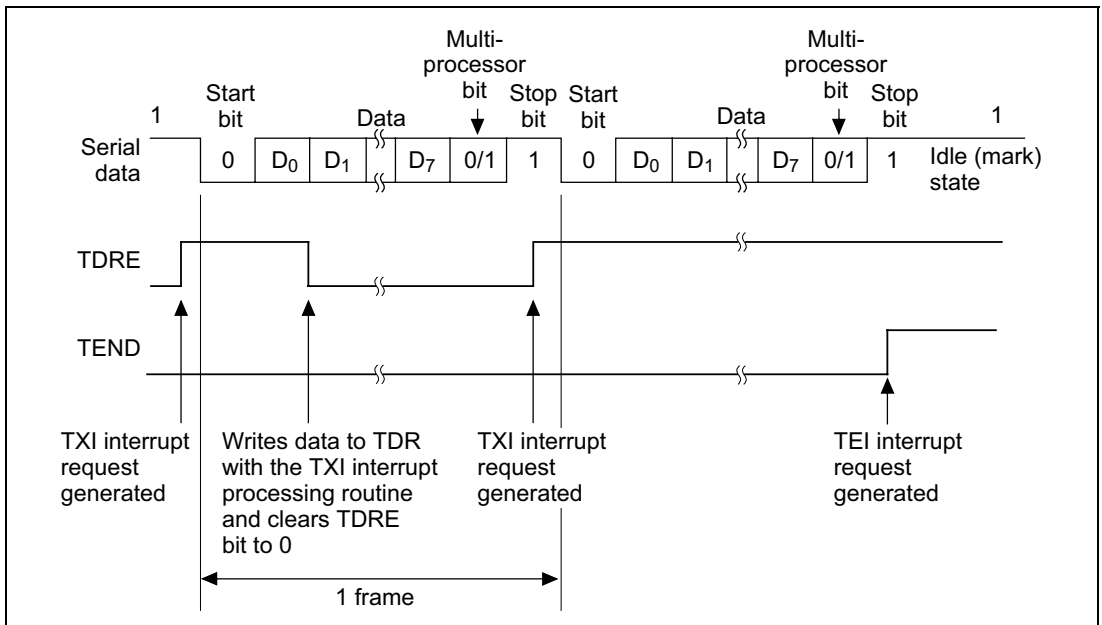 Multi-
processor
bit
Multi-
processor
bit
Start
bit
Data
Stop
bit
Start
bit
Data
Stop
bit
1
1
Serial
data
0 D0 D1 D7 0/1 1 0 D0 D1 D7 0/1 1
Idle (mark)
state
TDRE
TEND
TXI interrupt
request
generated
Writes data to TDR
with the TXI interrupt
processing routine
and clears TDRE
bit to 0
TXI interrupt
request
generated
TEI interrupt
request
generated
1 frame